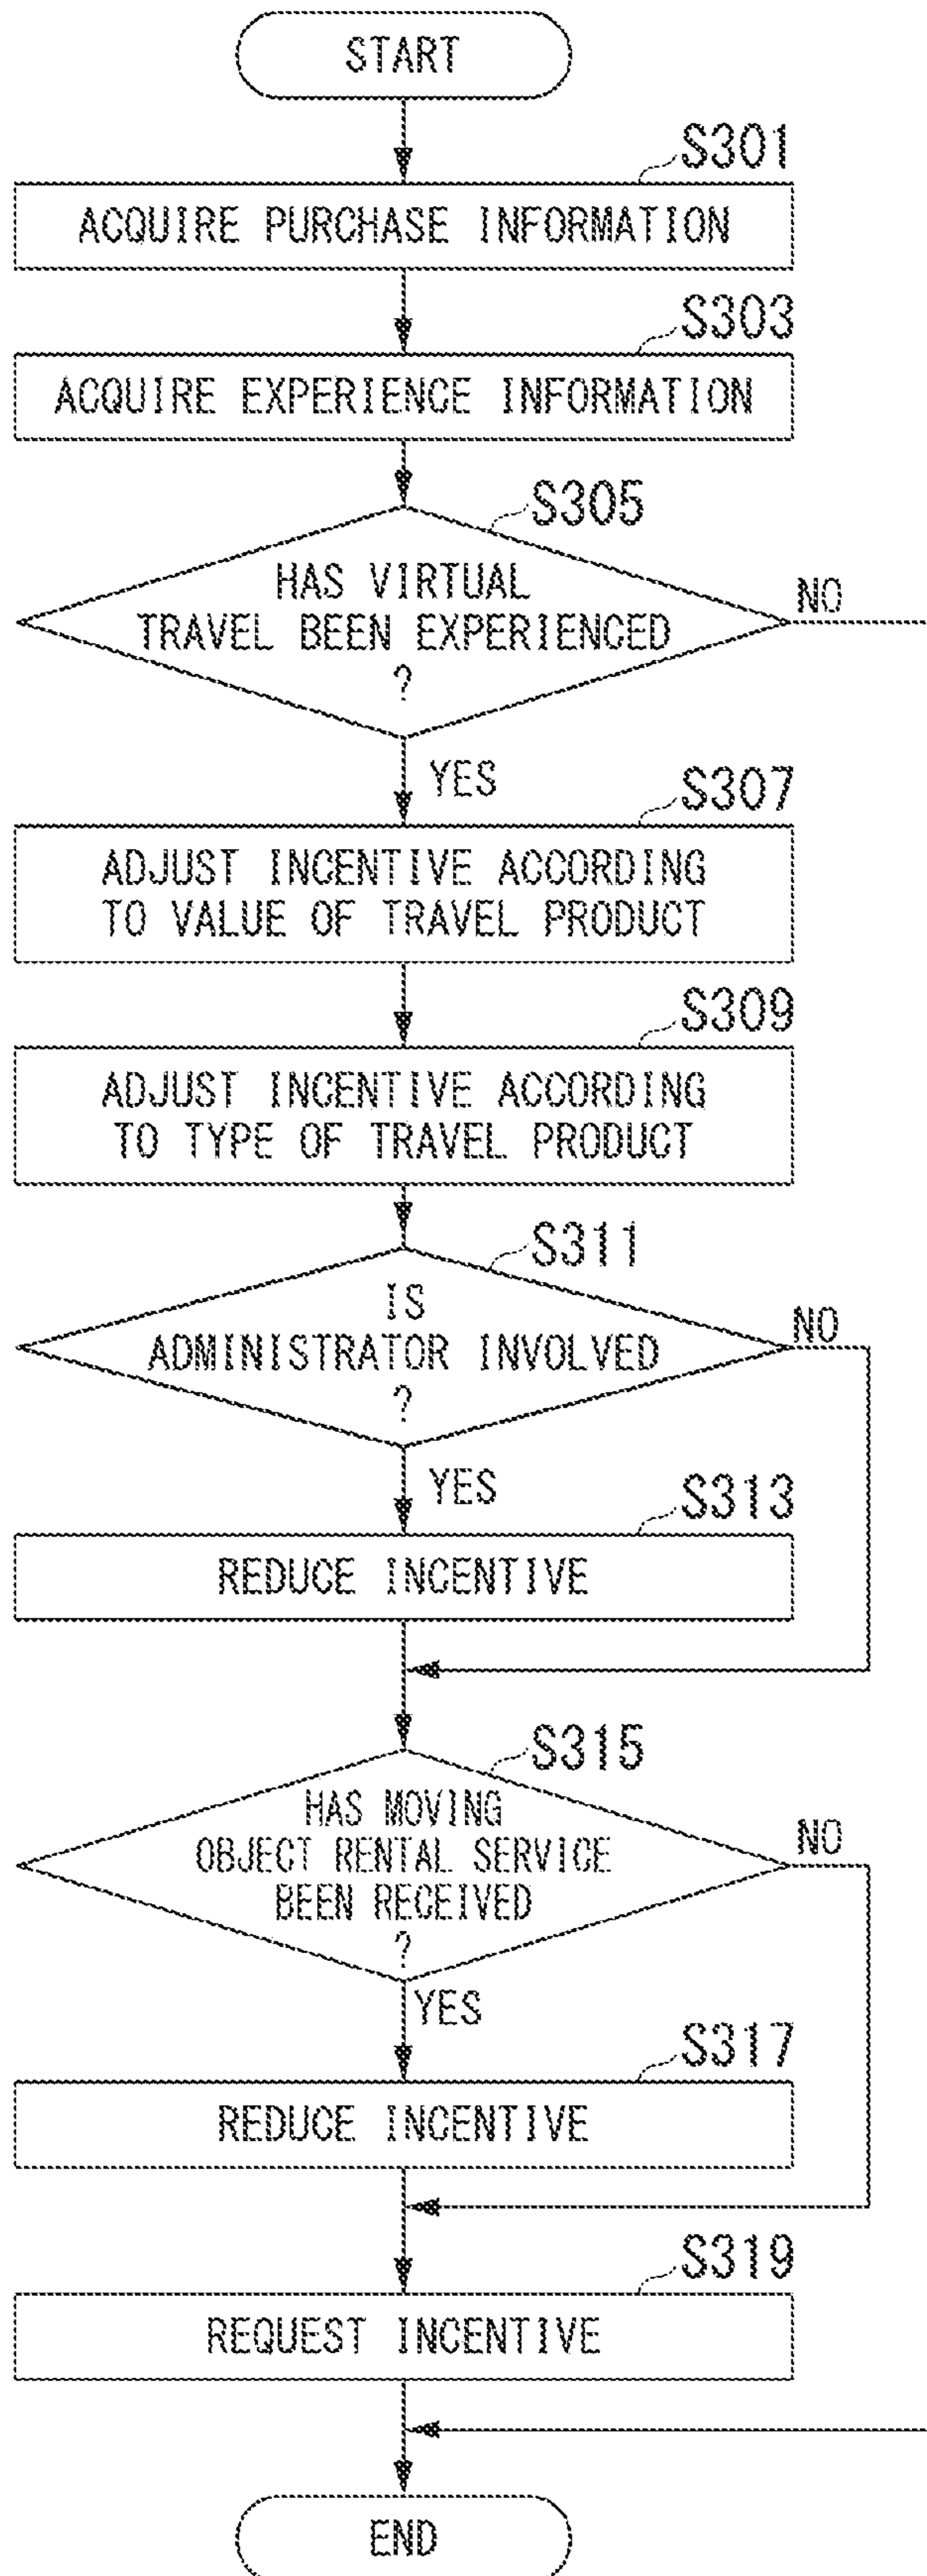 START
S301
ACQUIRE PURCHASE INFORMATION
S303
ACQUIRE EXPERIENCE INFORMATION
S305
HAS VIRTUAL
TRAVEL BEEN EXPERIENCED
?
NO
YES
S307
ADJUST INCENTIVE ACCORDING
TO VALUE OF TRAVEL PRODUCT
S309
ADJUST INCENTIVE ACCORDING
TO TYPE OF TRAVEL PRODUCT
S311
IS
ADMINISTRATOR INVOLVED
?
NO
YES
S313
REDUCE INCENTIVE
S315
HAS MOVING
OBJECT RENTAL SERVICE
BEEN RECEIVED
?
NO
YES
S317
REDUCE INCENTIVE
S319
REQUEST INCENTIVE
END